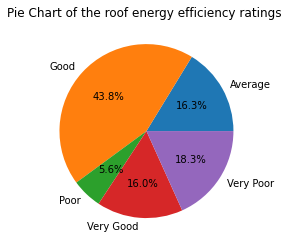 Pie Chart of the roof energy efficiency ratings
Good
Average
43.8%
16.3%
5.6%
16.0%
18.3%
Poor
Very Good
Very Poor